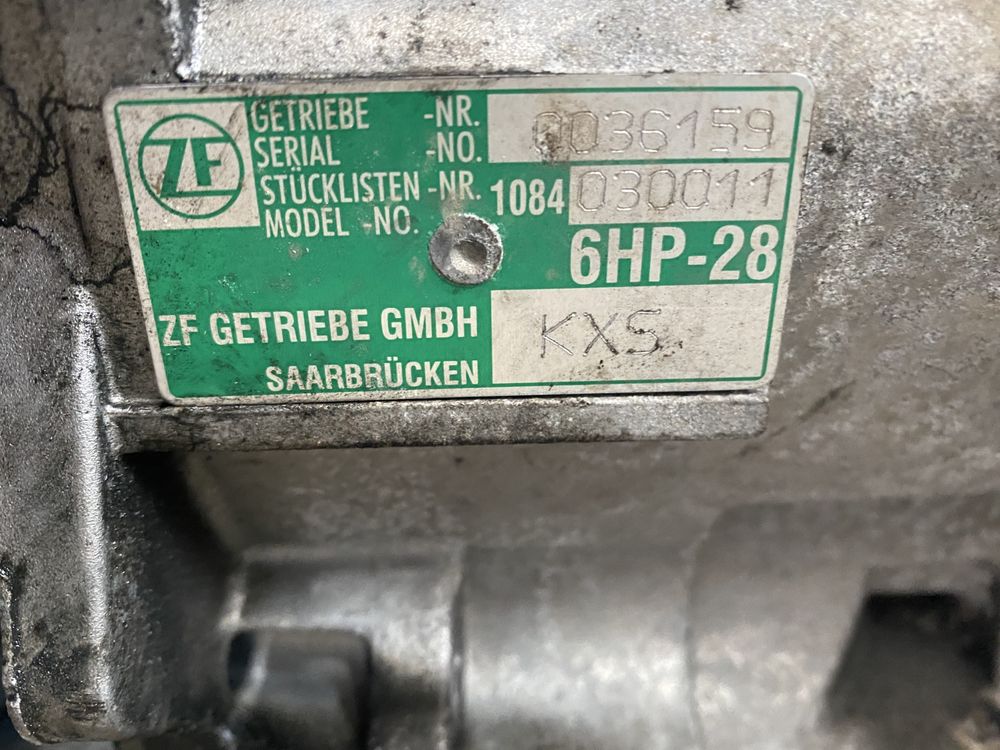 ZF
GETRIEBE -NR. 0036159
SERIAL -NO.
STÜCKLISTEN -NR. 1084 030011
MODEL -NO.
6HP-28
ZF GETRIEBE GMBH KXS
SAARBRÜCKEN